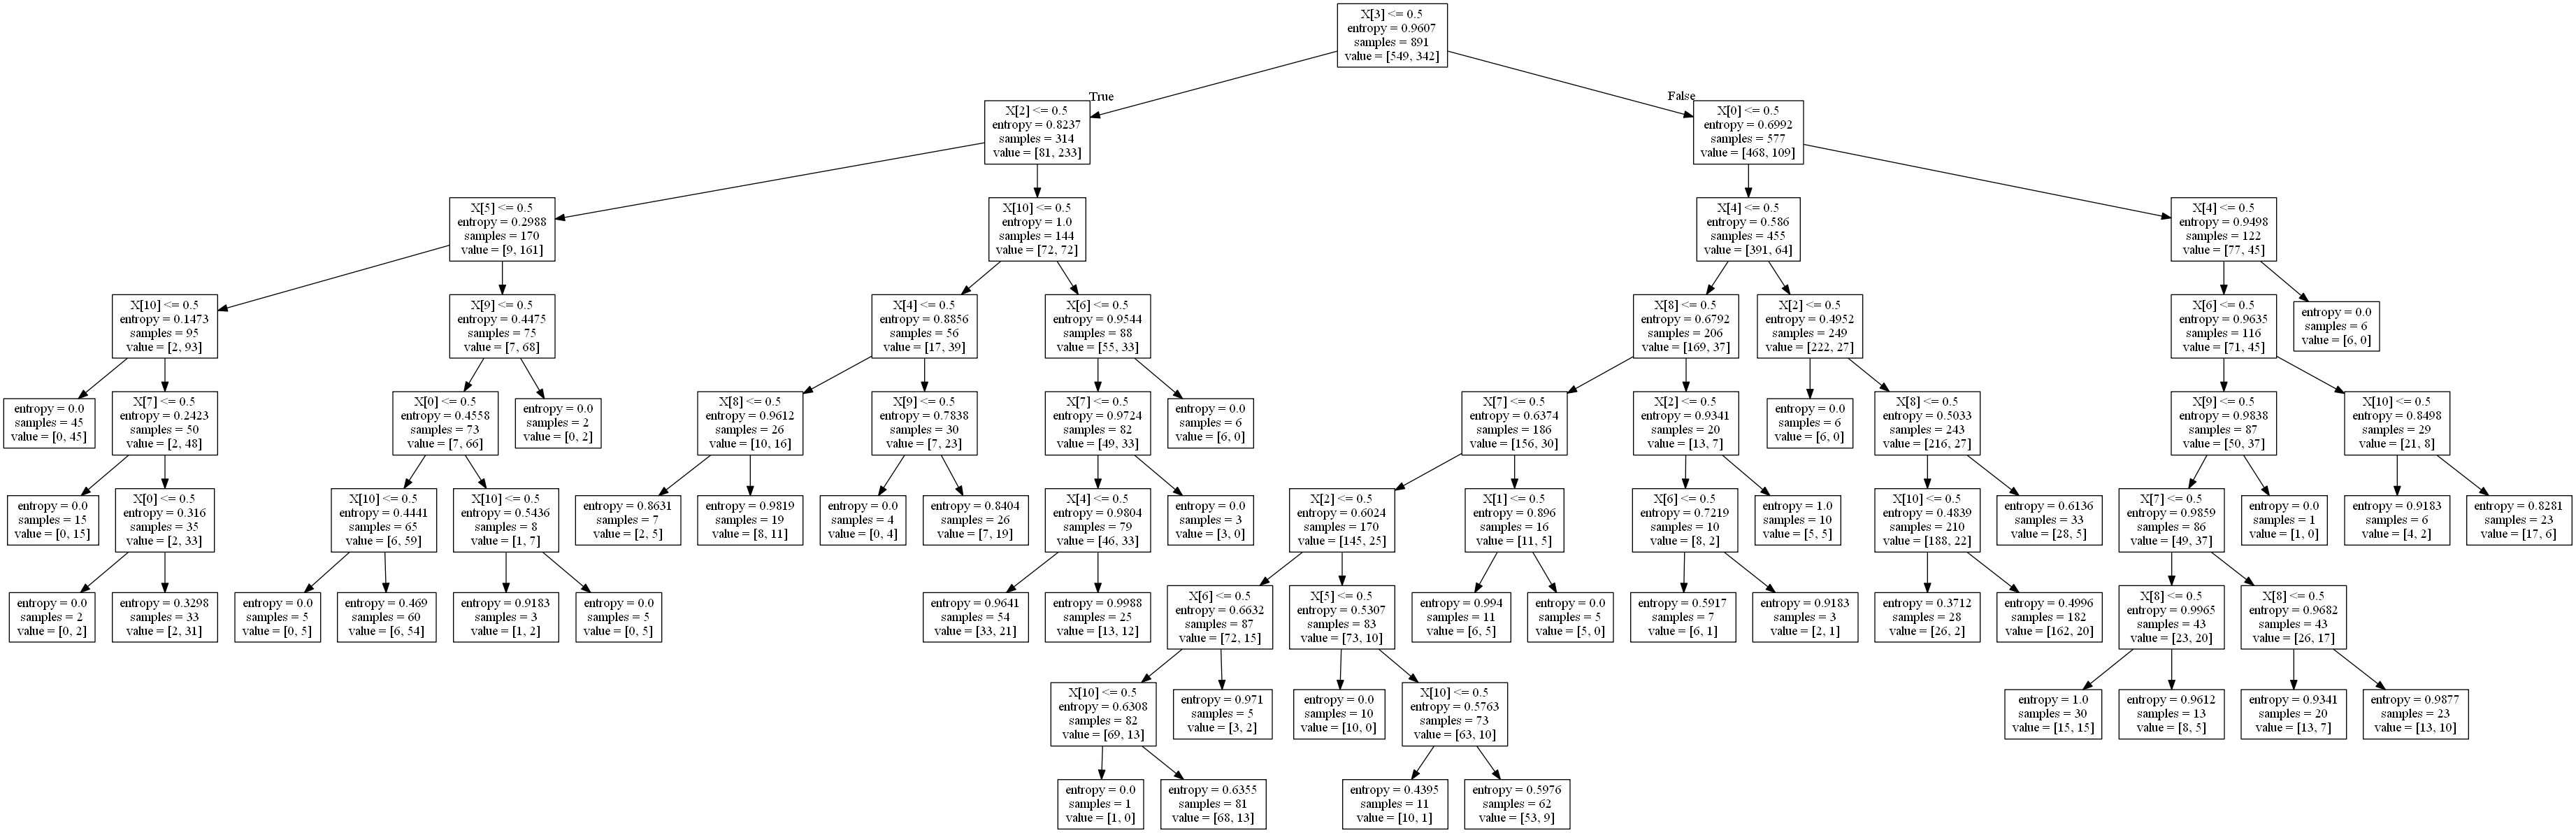 X[3] <= 0.5
entropy = 0.9607
samples = 891
value = [549, 342]
True
False
X[2] <= 0.5
entropy = 0.8237
samples = 314
value = [81, 233]
X[0] <= 0.5
entropy = 0.6992
samples = 577
value = [468, 109]
X[5] <= 0.5
entropy = 0.2988
samples = 170
value = [9, 161]
X[10] <= 0.5
entropy = 1.0
samples = 144
value = [72, 72]
X[4] <= 0.5
entropy = 0.586
samples = 455
value = [391, 64]
X[4] <= 0.5
entropy = 0.9498
samples = 122
value = [77, 45]
X[10] <= 0.5
entropy = 0.1473
samples = 95
value = [2, 93]
X[9] <= 0.5
entropy = 0.4475
samples = 75
value = [7, 68]
X[4] <= 0.5
entropy = 0.8856
samples = 56
value = [17, 39]
X[6] <= 0.5
entropy = 0.9544
samples = 88
value = [55, 33]
X[8] <= 0.5
entropy = 0.6792
samples = 206
value = [169, 37]
X[2] <= 0.5
entropy = 0.4952
samples = 249
value = [222, 27]
X[6] <= 0.5
entropy = 0.9635
samples = 116
value = [71, 45]
entropy = 0.0
samples = 6
value = [6, 0]
entropy = 0.0
samples = 45
value = [0, 45]
X[7] <= 0.5
entropy = 0.2423
samples = 50
value = [2, 48]
X[0] <= 0.5
entropy = 0.4558
samples = 73
value = [7, 66]
entropy = 0.0
samples = 2
value = [0, 2]
X[8] <= 0.5
entropy = 0.9612
samples = 26
value = [10, 16]
X[9] <= 0.5
entropy = 0.7838
samples = 30
value = [7, 23]
X[7] <= 0.5
entropy = 0.9724
samples = 82
value = [49, 33]
entropy = 0.0
samples = 6
value = [6, 0]
X[7] <= 0.5
entropy = 0.6374
samples = 186
value = [156, 30]
X[2] <= 0.5
entropy = 0.9341
samples = 20
value = [13, 7]
entropy = 0.0
samples = 6
value = [6, 0]
X[8] <= 0.5
entropy = 0.5033
samples = 243
value = [216, 27]
X[9] <= 0.5
entropy = 0.9838
samples = 87
value = [50, 37]
X[10] <= 0.5
entropy = 0.8498
samples = 29
value = [21, 8]
entropy = 0.0
samples = 15
value = [0, 15]
X[0] <= 0.5
entropy = 0.316
samples = 35
value = [2, 33]
X[10] <= 0.5
entropy = 0.4441
samples = 65
value = [6, 59]
X[10] <= 0.5
entropy = 0.5436
samples = 8
value = [1, 7]
entropy = 0.8631
samples = 7
value = [2, 5]
entropy = 0.9819
samples = 19
value = [8, 11]
entropy = 0.0
samples = 4
value = [0, 4]
entropy = 0.8404
samples = 26
value = [7, 19]
X[4] <= 0.5
entropy = 0.9804
samples = 79
value = [46, 33]
entropy = 0.0
samples = 3
value = [3, 0]
X[2] <= 0.5
entropy = 0.6024
samples = 170
value = [145, 25]
X[1] <= 0.5
entropy = 0.896
samples = 16
value = [11, 5]
X[6] <= 0.5
entropy = 0.7219
samples = 10
value = [8, 2]
entropy = 1.0
samples = 10
value = [5, 5]
X[10] <= 0.5
entropy = 0.4839
samples = 210
value = [188, 22]
entropy = 0.6136
samples = 33
value = [28, 5]
X[7] <= 0.5
entropy = 0.9859
samples = 86
value = [49, 37]
entropy = 0.0
samples = 1
value = [1, 0]
entropy = 0.9183
samples = 6
value = [4, 2]
entropy = 0.8281
samples = 23
value = [17, 6]
entropy = 0.0
samples = 2
value = [0, 2]
entropy = 0.3298
samples = 33
value = [2, 31]
entropy = 0.0
samples = 5
value = [0, 5]
entropy = 0.469
samples = 60
value = [6, 54]
entropy = 0.9183
samples = 3
value = [1, 2]
entropy = 0.0
samples = 5
value = [0, 5]
entropy = 0.9641
samples = 54
value = [33, 21]
entropy = 0.9988
samples = 25
value = [13, 12]
X[6] <= 0.5
entropy = 0.6632
samples = 87
value = [72, 15]
X[5] <= 0.5
entropy = 0.5307
samples = 83
value = [73, 10]
entropy = 0.994
samples = 11
value = [6, 5]
entropy = 0.0
samples = 5
value = [5, 0]
entropy = 0.5917
samples = 7
value = [6, 1]
entropy = 0.9183
samples = 3
value = [2, 1]
entropy = 0.3712
samples = 28
value = [26, 2]
entropy = 0.4996
samples = 182
value = [162, 20]
X[8] <= 0.5
entropy = 0.9965
samples = 43
value = [23, 20]
X[8] <= 0.5
entropy = 0.9682
samples = 43
value = [26, 17]
X[10] <= 0.5
entropy = 0.6308
samples = 82
value = [69, 13]
entropy = 0.971
samples = 5
value = [3, 2]
entropy = 0.0
samples = 10
value = [10, 0]
X[10] <= 0.5
entropy = 0.5763
samples = 73
value = [63, 10]
entropy = 1.0
samples = 30
value = [15, 15]
entropy = 0.9612
samples = 13
value = [8, 5]
entropy = 0.9341
samples = 20
value = [13, 7]
entropy = 0.9877
samples = 23
value = [13, 10]
entropy = 0.0
samples = 1
value = [1, 0]
entropy = 0.6355
samples = 81
value = [68, 13]
entropy = 0.4395
samples = 11
value = [10, 1]
entropy = 0.5976
samples = 62
value = [53, 9]